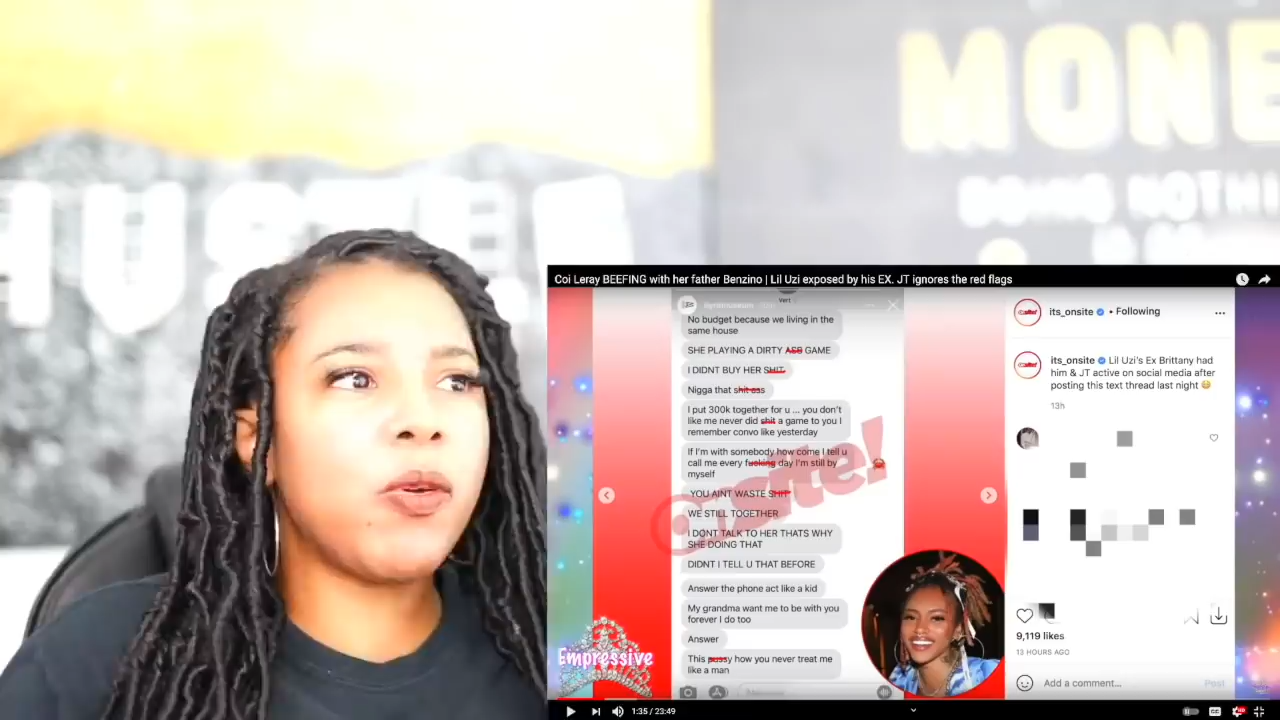 HUSTLE
MONE
DOING NOTHI
Coi Leray BEEFING with her father Benzino | Lil Uzi exposed by his EX. JT ignores the red flags
Vert
No budget because we living in the
same house
SHE PLAYING A DIRTY ASS GAME
I DIDNT BUY HER SHIT
Nigga that shit ass
I put 300k together for u ... you don't
like me never did shit a game to you I
remember convo like yesterday
If I'm with somebody how come I tell u
call me every fucking day I'm still by
myself
YOU AINT WASTE SHIT
WE STILL TOGETHER
I DONT TALK TO HER THATS WHY
SHE DOING THAT
DIDNT I TELL U THAT BEFORE
Answer the phone act like a kid
My grandma want me to be with you
forever I do too
Answer
This pussy how you never treat me
like a man
Onsite!
Empressive
its_onsite • Following
its_onsite Lil Uzi's Ex Brittany had
him & JT active on social media after
posting this text thread last night
13h
9,119 likes
13 HOURS AGO
Add a comment...
Post
1:35 / 23:49